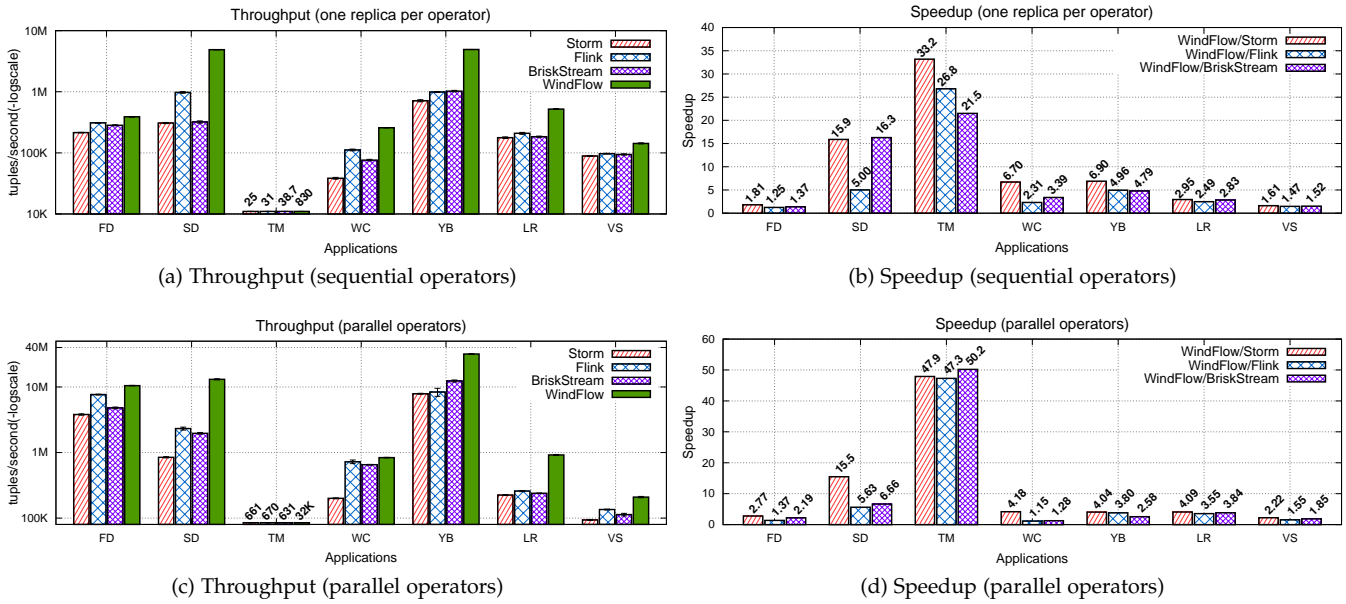 Throughput (one replica per operator)
10M
1M
100K
10K
tuples/second(-logscale)
Storm
Flink
BriskStream
WindFlow
25 31 38.7 830
FD SD TM WC YB LR VS
Applications
(a) Throughput (sequential operators)
Speedup (one replica per operator)
40
35
30
25
20
15
10
5
0
Speedup
WindFlow/Storm
WindFlow/Flink
WindFlow/BriskStream
1.81 1.25 1.37 15.9 5.00 16.3 33.2 26.8 21.5 6.70 2.31 3.39 6.90 4.96 4.79 2.95 2.49 2.83 1.61 1.47 1.52
FD SD TM WC YB LR VS
Applications
(b) Speedup (sequential operators)
Throughput (parallel operators)
40M
10M
1M
100K
tuples/second(-logscale)
Storm
Flink
BriskStream
WindFlow
661 670 631 32K
FD SD TM WC YB LR VS
Applications
(c) Throughput (parallel operators)
Speedup (parallel operators)
60
50
40
30
20
10
0
Speedup
WindFlow/Storm
WindFlow/Flink
WindFlow/BriskStream
2.77 1.37 2.19 15.5 5.63 6.66 47.9 47.3 50.2 4.18 1.15 1.28 4.04 3.80 2.58 4.09 3.55 3.84 2.22 1.55 1.85
FD SD TM WC YB LR VS
Applications
(d) Speedup (parallel operators)